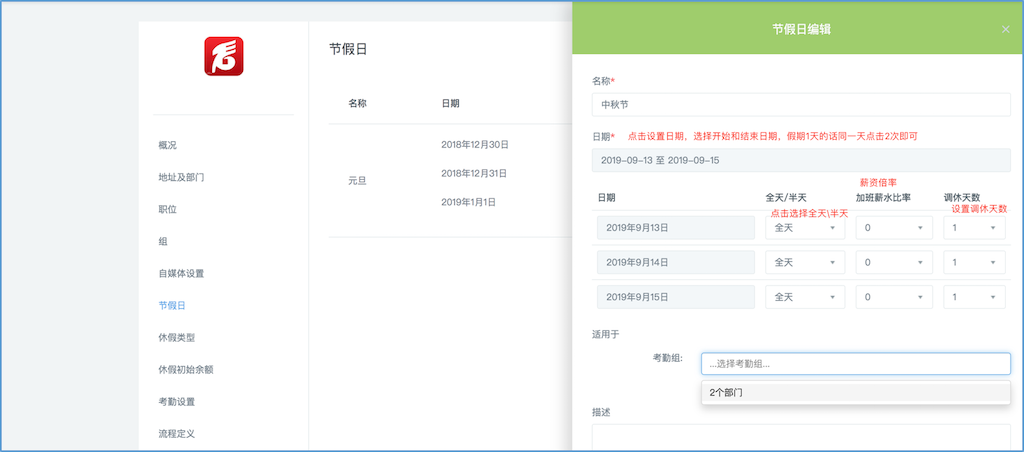 节假日
名称 日期
元旦
2018年12月30日
2018年12月31日
2019年1月1日
概况
地址及部门
职位
组
自媒体设置
节假日
休假类型
休假初始余额
考勤设置
流程定义
节假日编辑 ×
名称*
中秋节
日期* 点击设置日期，选择开始和结束日期，假期1天的话同一天点击2次即可
2019-09-13 至 2019-09-15
薪资倍率
日期 全天/半天 加班薪水比率 调休天数
点击选择全天\半天 设置调休天数
2019年9月13日 全天 0 1
2019年9月14日 全天 0 1
2019年9月15日 全天 0 1
适用于
考勤组: ...选择考勤组...
2个部门
描述